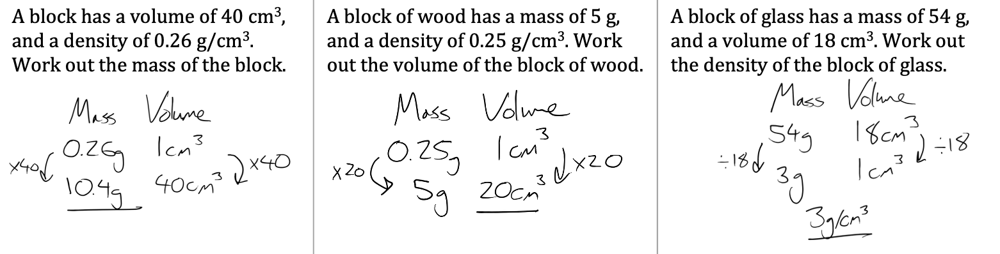 A block has a volume of 40 cm³,
and a density of 0.26 g/cm³.
Work out the mass of the block.
Mass Volume
0.26g 1cm³
×40 ×40
10.4g 40cm³
A block of wood has a mass of 5 g,
and a density of 0.25 g/cm³. Work
out the volume of the block of wood.
Mass Volume
0.25g 1cm³
×20 ×20
5g 20cm³
A block of glass has a mass of 54 g,
and a volume of 18 cm³. Work out
the density of the block of glass.
Mass Volume
54g 18cm³
÷18 ÷18
3g 1cm³
3g/cm³